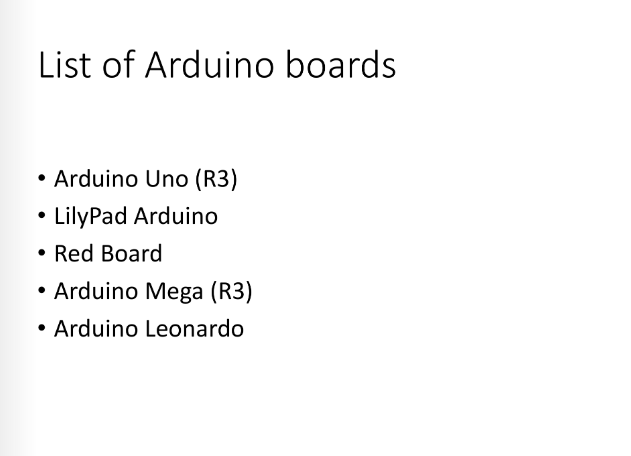 List of Arduino boards
• Arduino Uno (R3)
• LilyPad Arduino
• Red Board
• Arduino Mega (R3)
• Arduino Leonardo